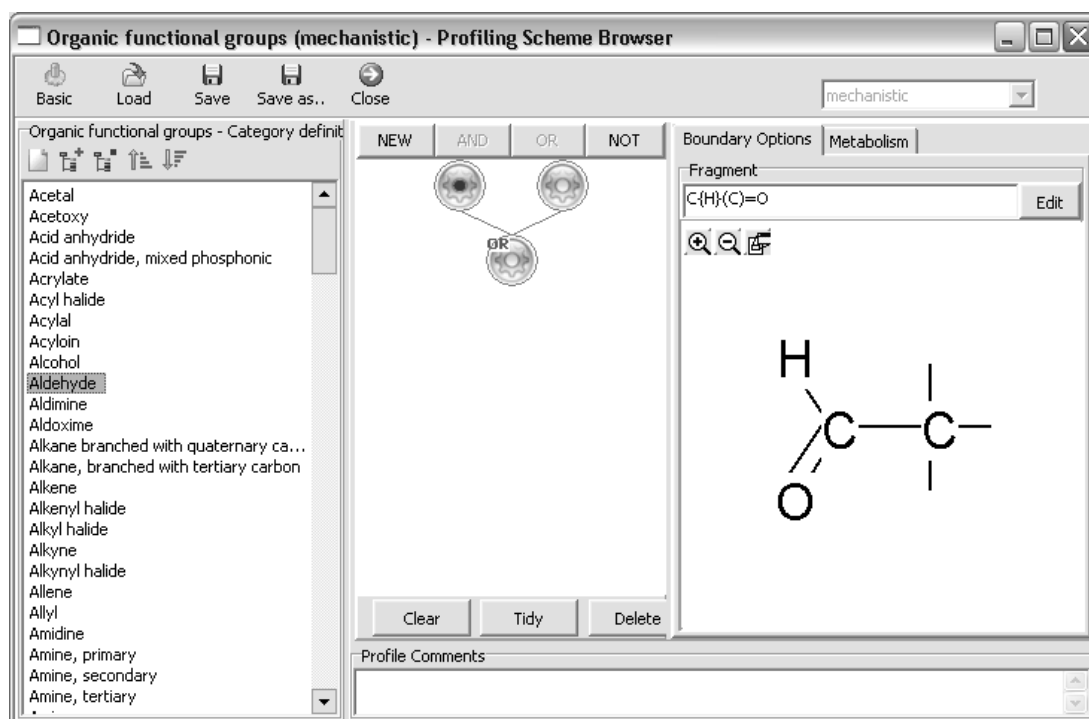 Organic functional groups (mechanistic) - Profiling Scheme Browser
Basic Load Save Save as.. Close
mechanistic
Organic functional groups - Category definit
Acetal
Acetoxy
Acid anhydride
Acid anhydride, mixed phosphonic
Acrylate
Acyl halide
Acylal
Acyloin
Alcohol
Aldehyde
Aldimine
Aldoxime
Alkane branched with quaternary ca...
Alkane, branched with tertiary carbon
Alkene
Alkenyl halide
Alkyl halide
Alkyne
Alkynyl halide
Allene
Allyl
Amidine
Amine, primary
Amine, secondary
Amine, tertiary
NEW AND OR NOT
OR
Clear Tidy Delete
Boundary Options Metabolism
Fragment
C{H}(C)=O Edit
H
C C
O
Profile Comments